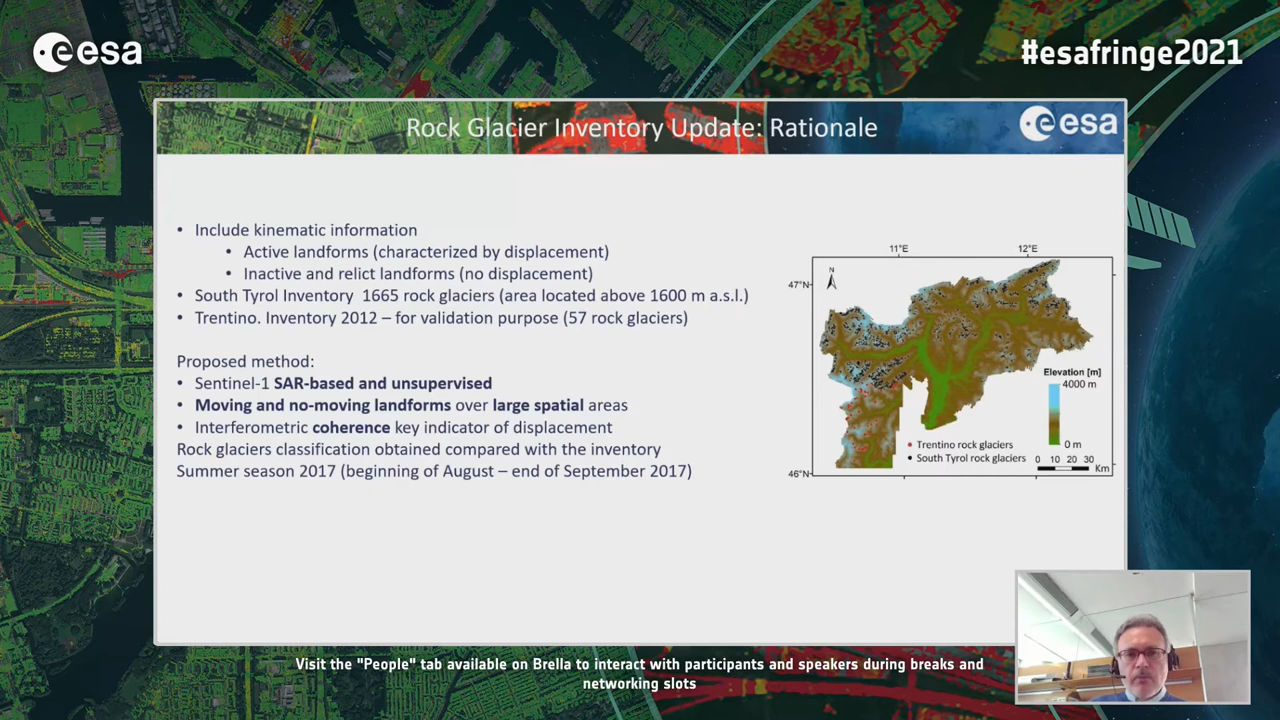 esa
#esafringe2021
Rock Glacier Inventory Update: Rationale
esa
• Include kinematic information
• Active landforms (characterized by displacement)
• Inactive and relict landforms (no displacement)
• South Tyrol Inventory 1665 rock glaciers (area located above 1600 m a.s.l.)
• Trentino. Inventory 2012 – for validation purpose (57 rock glaciers)
Proposed method:
• Sentinel-1 SAR-based and unsupervised
• Moving and no-moving landforms over large spatial areas
• Interferometric coherence key indicator of displacement
Rock glaciers classification obtained compared with the inventory
Summer season 2017 (beginning of August – end of September 2017)
11°E 12°E
47°N
N
Elevation [m]
4000 m
0 m
• Trentino rock glaciers
• South Tyrol rock glaciers
0 10 20 30
Km
46°N
Visit the "People" tab available on Brella to interact with participants and speakers during breaks and
networking slots